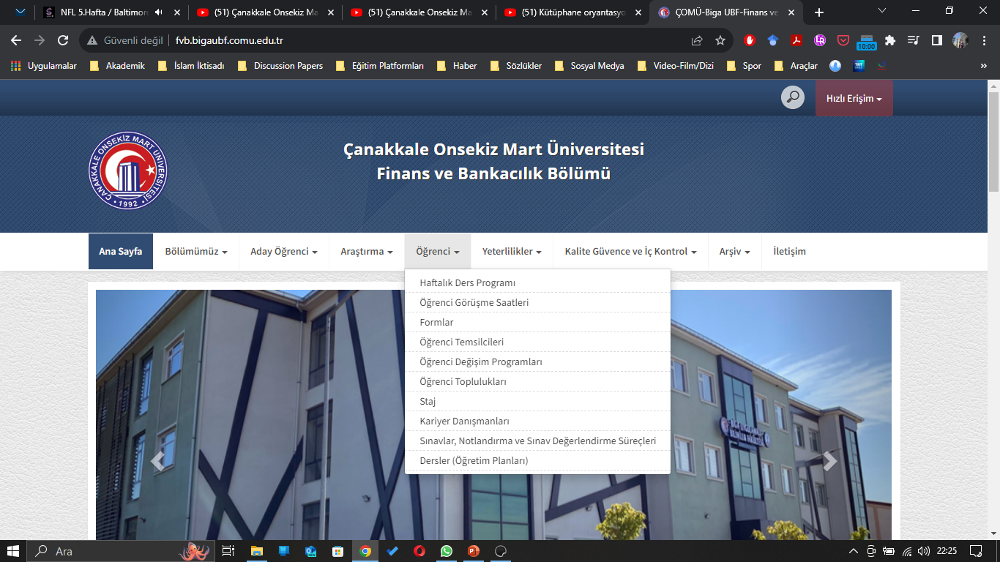 NFL 5.Hafta / Baltimore
(51) Çanakkale Onsekiz Ma
(51) Çanakkale Onsekiz Ma
(51) Kütüphane oryantasyo
ÇOMÜ-Biga UBF-Finans ve
Güvenli değil | fvb.bigaubf.comu.edu.tr
10:00
Uygulamalar Akademik İslam İktisadı Discussion Papers Eğitim Platformları Haber Sözlükler Sosyal Medya Video-Film/Dizi Spor Araçlar »
Hızlı Erişim
ÇANAKKALE ONSEKİZ MART ÜNİVERSİTESİ
1992
Çanakkale Onsekiz Mart Üniversitesi
Finans ve Bankacılık Bölümü
Ana Sayfa Bölümümüz Aday Öğrenci Araştırma Öğrenci Yeterlilikler Kalite Güvence ve İç Kontrol Arşiv İletişim
Haftalık Ders Programı
Öğrenci Görüşme Saatleri
Formlar
Öğrenci Temsilcileri
Öğrenci Değişim Programları
Öğrenci Toplulukları
Staj
Kariyer Danışmanları
Sınavlar, Notlandırma ve Sınav Değerlendirme Süreçleri
Dersler (Öğretim Planları)
Ara
22:25